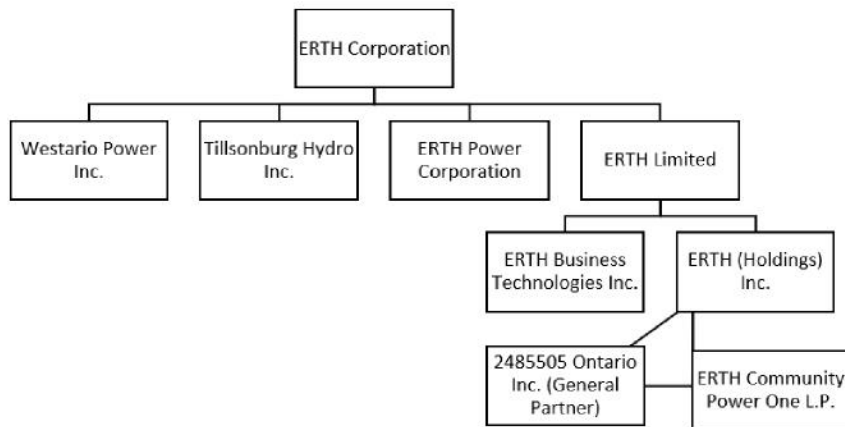 ERTH Corporation
Westario Power
Inc.
Tillsonburg Hydro
Inc.
ERTH Power
Corporation
ERTH Limited
ERTH Business
Technologies Inc.
ERTH (Holdings)
Inc.
2485505 Ontario
Inc. (General
Partner)
ERTH Community
Power One L.P.